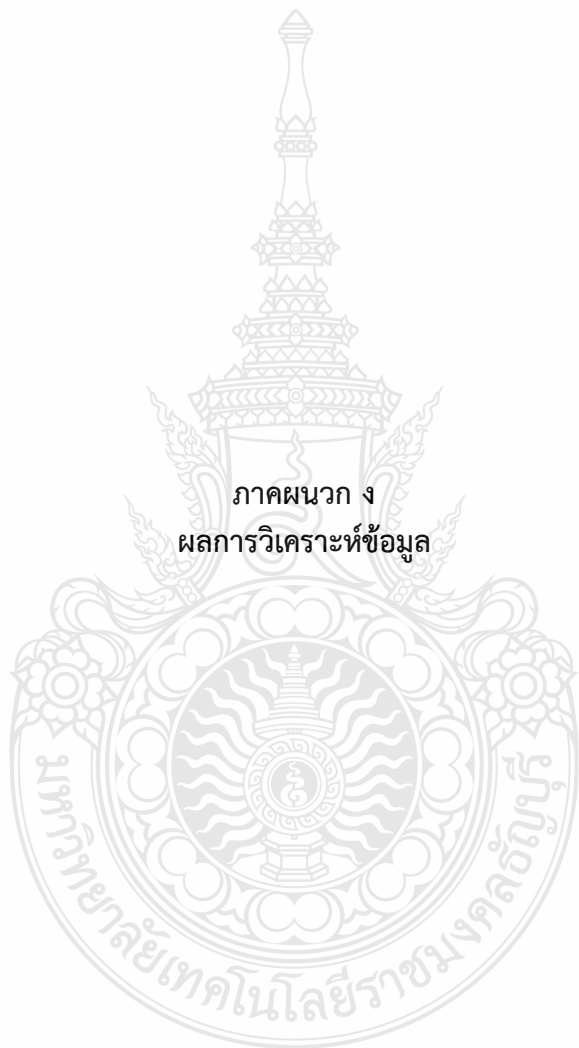 ภาคผนวก ง
ผลการวิเคราะห์ข้อมูล
มหาวิทยาลัยเทคโนโลยีราชมงคลธัญบุรี